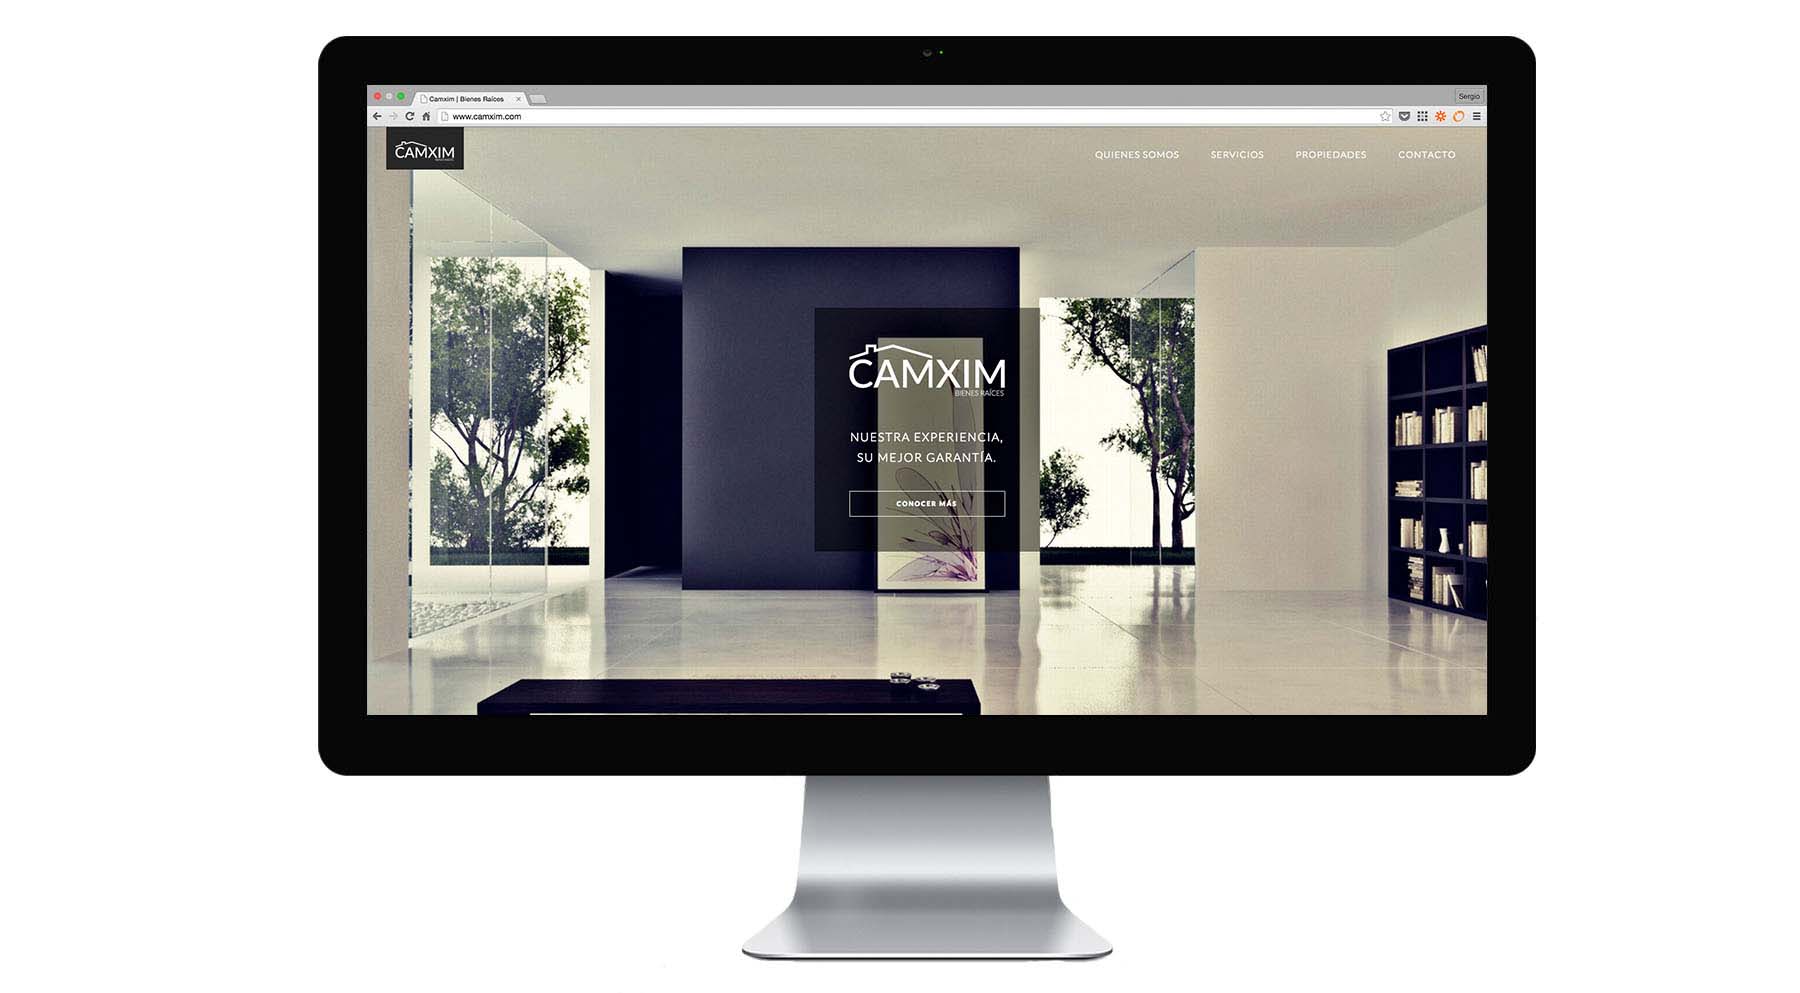 Camxim | Bienes Raíces
Sergio
www.camxim.com
CAMXIM
QUIENES SOMOS
SERVICIOS
PROPIEDADES
CONTACTO
CAMXIM
BIENES RAÍCES
NUESTRA EXPERIENCIA,
SU MEJOR GARANTÍA.
CONOCER MÁS